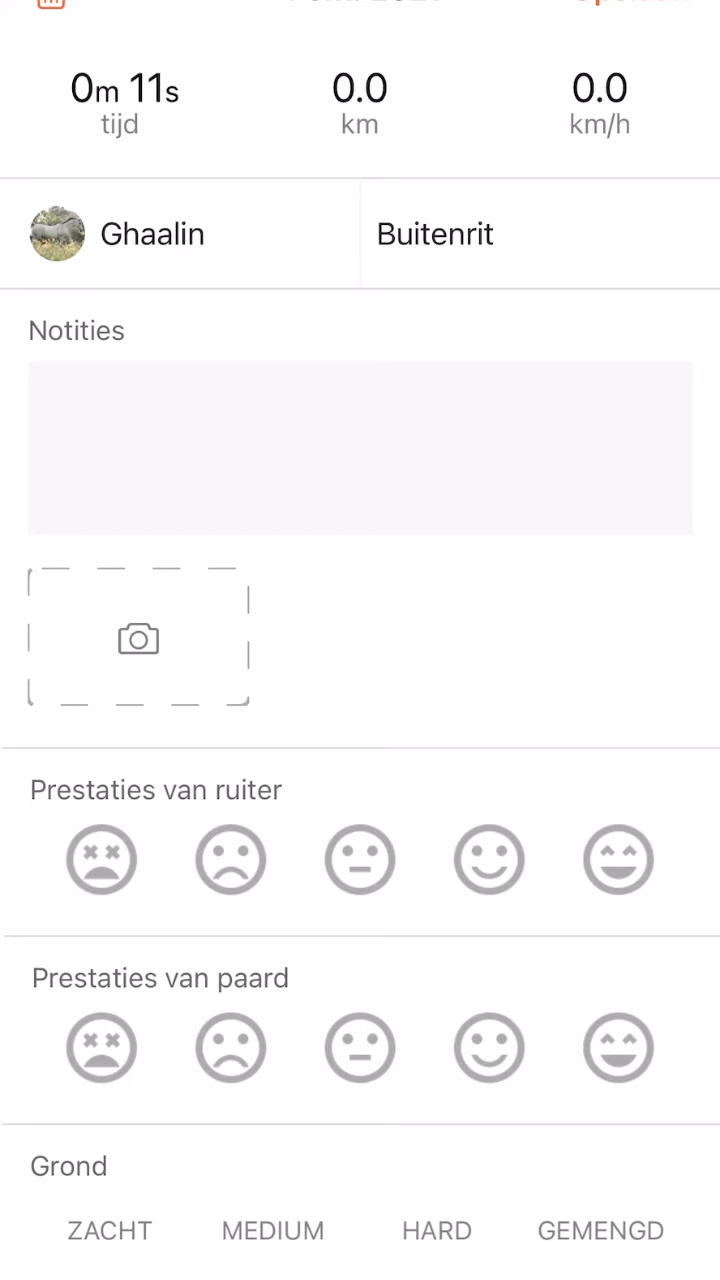 0m 11s 0.0 0.0
tijd km km/h
Ghaalin Buitenrit
Notities
Prestaties van ruiter
Prestaties van paard
Grond
ZACHT MEDIUM HARD GEMENGD